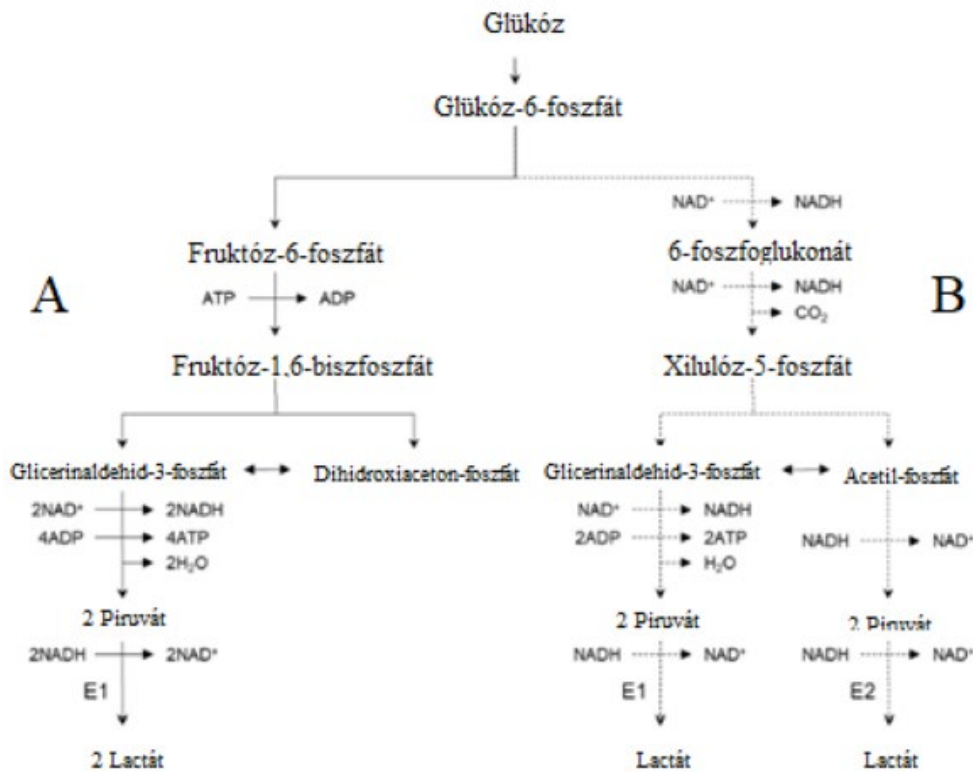 Glükóz
Glükóz-6-foszfát
NAD⁺ NADH
Fruktóz-6-foszfát 6-foszfoglukonát
A ATP ADP NAD⁺ NADH B
CO₂
Fruktóz-1,6-biszfoszfát Xilulóz-5-foszfát
Glicerinaldehid-3-foszfát Dihidroxiaceton-foszfát Glicerinaldehid-3-foszfát Acetil-foszfát
2NAD⁺ 2NADH NAD⁺ NADH
4ADP 4ATP 2ADP 2ATP NADH NAD⁺
2H₂O H₂O
2 Piruvát 2 Piruvát 2 Piruvát
2NADH 2NAD⁺ NADH NAD⁺ NADH NAD⁺
E1 E1 E2
2 Lactát Lactát Lactát